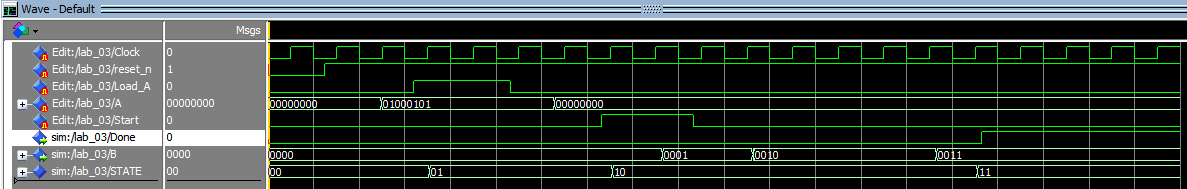 Wave - Default
Msgs
Edit:/lab_03/Clock 0
Edit:/lab_03/reset_n 1
Edit:/lab_03/Load_A 0
Edit:/lab_03/A 00000000 00000000 01000101 00000000
Edit:/lab_03/Start 0
sim:/lab_03/Done 0
sim:/lab_03/B 0000 0000 0001 0010 0011
sim:/lab_03/STATE 00 00 01 10 11